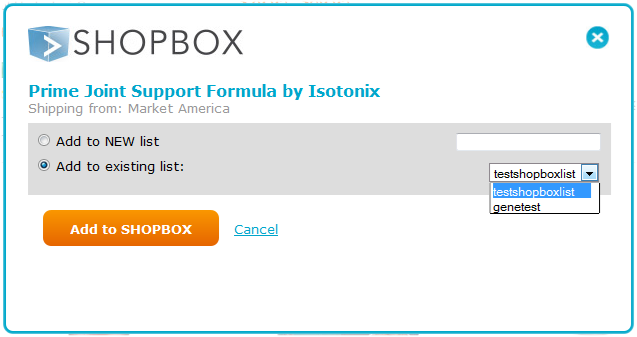 SHOPBOX
Prime Joint Support Formula by Isotonix
Shipping from: Market America
Add to NEW list
Add to existing list:
testshopboxlist
testshopboxlist
genetest
Add to SHOPBOX
Cancel